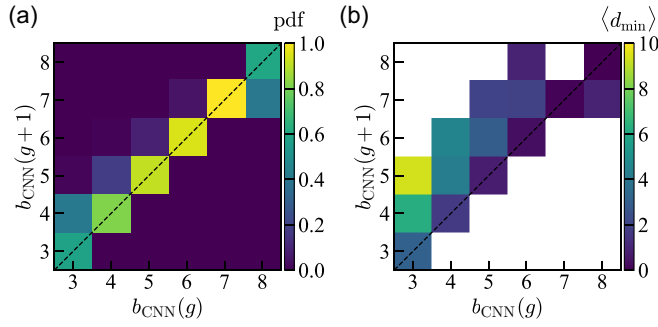 (a)
pdf
8
7
6
5
4
3
b_CNN(g + 1)
3 4 5 6 7 8
b_CNN(g)
1.0
0.8
0.6
0.4
0.2
0.0
(b)
⟨d_min⟩
8
7
6
5
4
3
b_CNN(g + 1)
3 4 5 6 7 8
b_CNN(g)
10
8
6
4
2
0